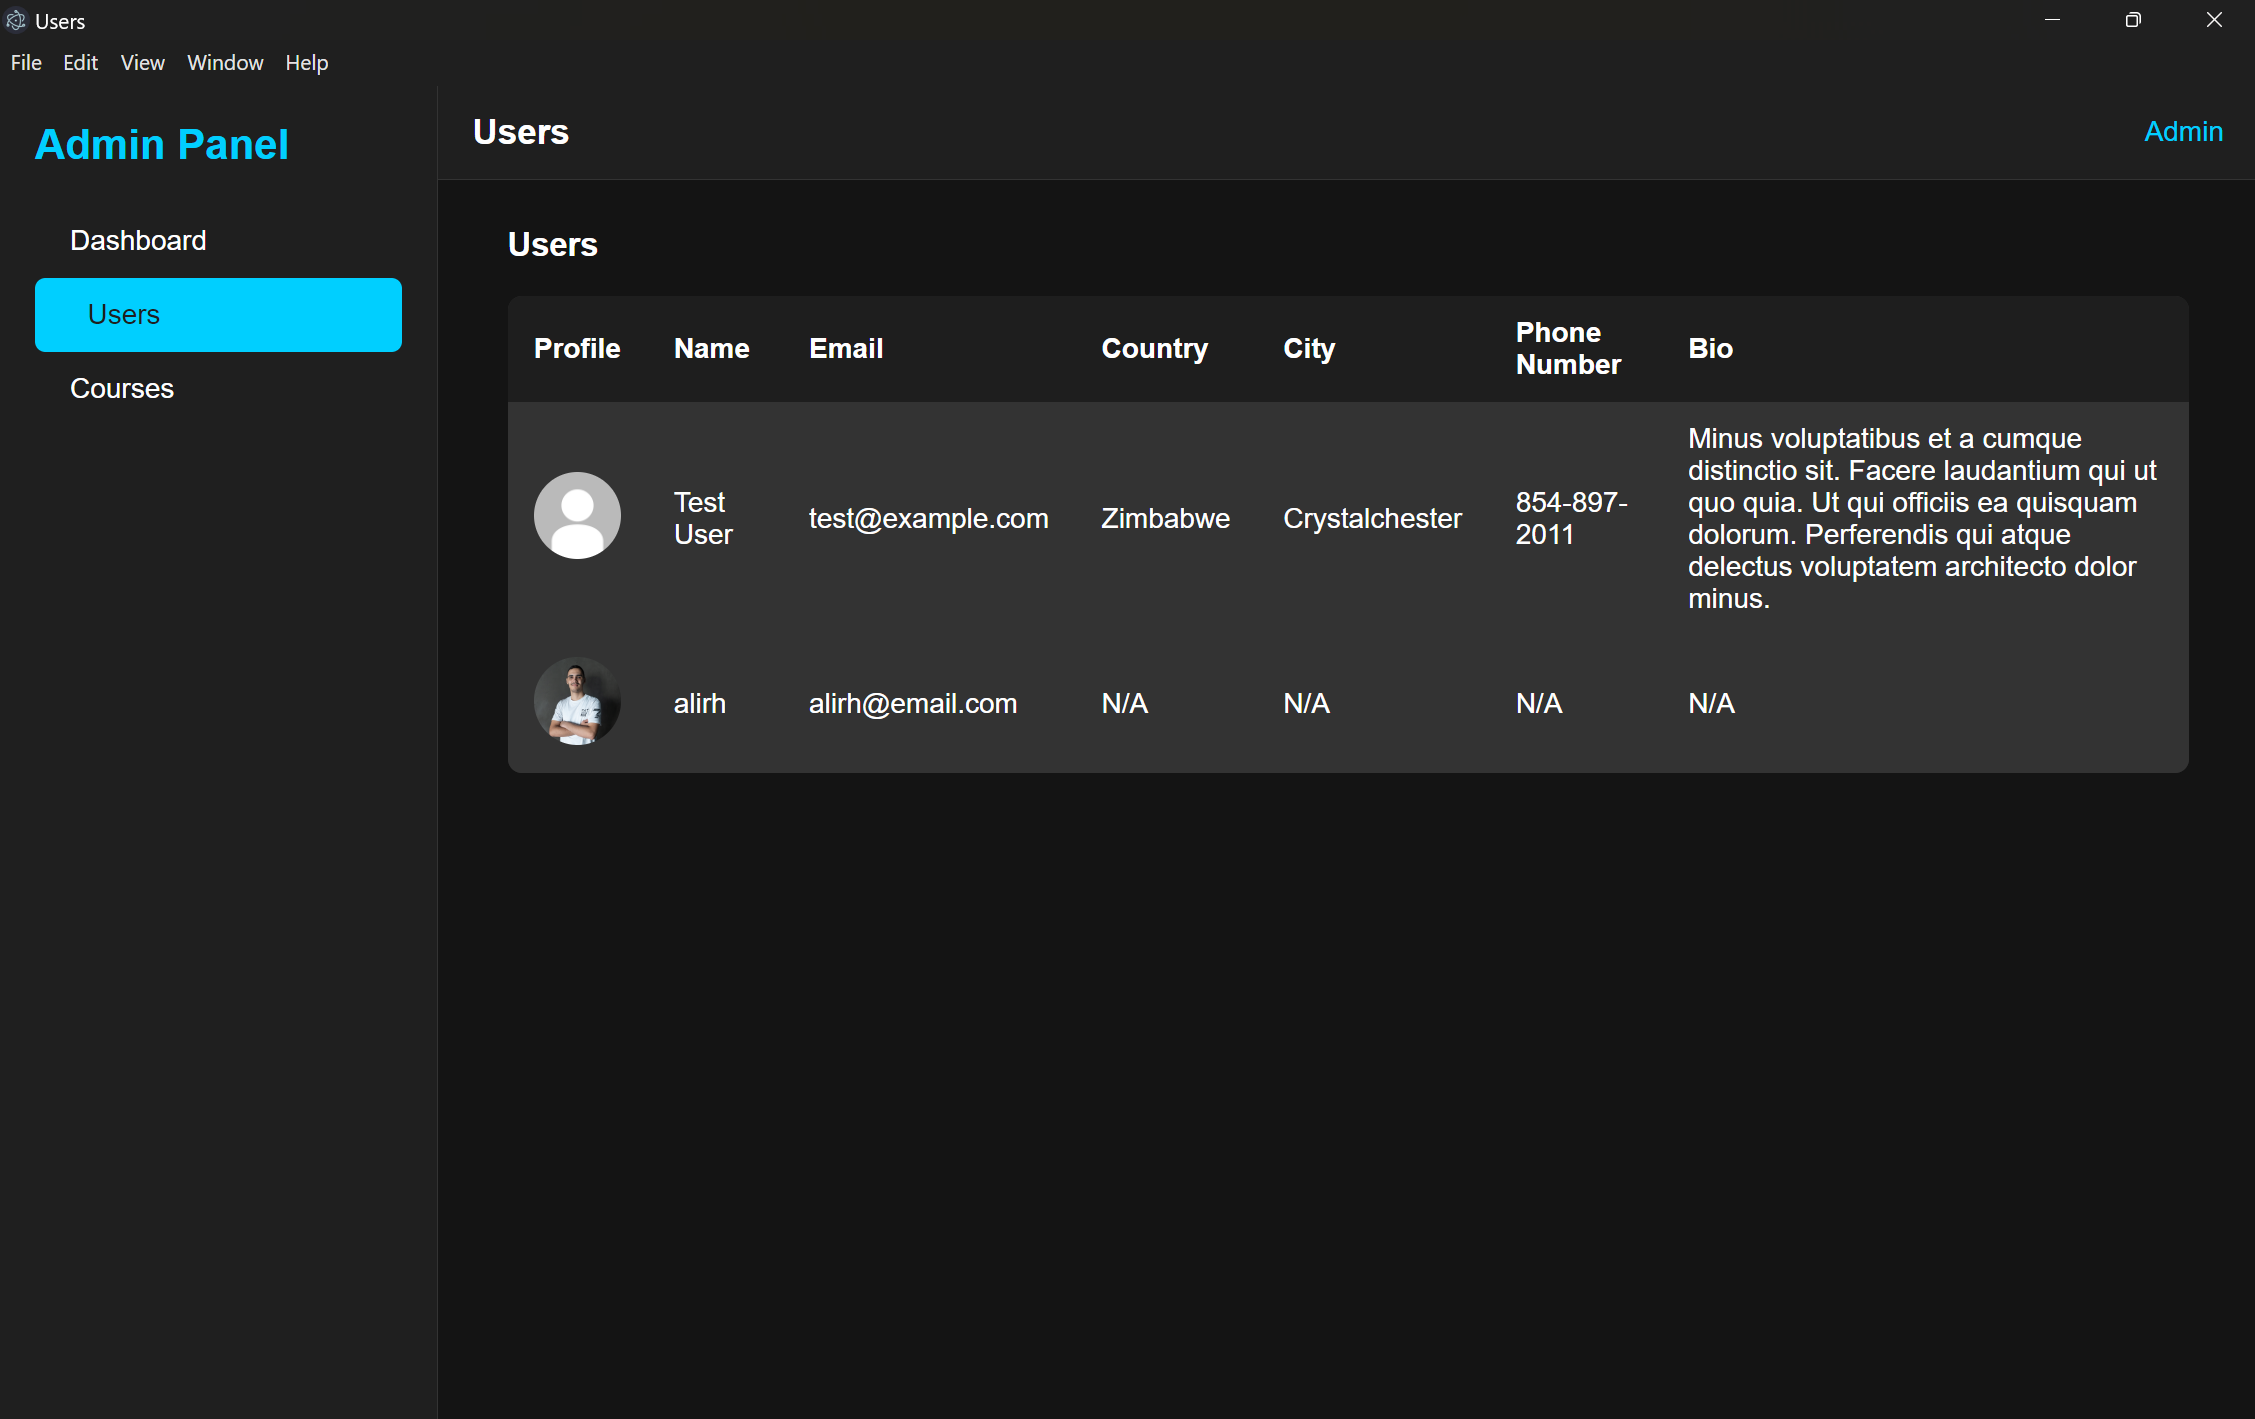 Users
File Edit View Window Help
Admin Panel
Dashboard
Users
Courses
Users
Admin
Users
Profile Name Email Country City Phone Number Bio
Test User test@example.com Zimbabwe Crystalchester 854-897-2011
Minus voluptatibus et a cumque
distinctio sit. Facere laudantium qui ut
quo quia. Ut qui officiis ea quisquam
dolorum. Perferendis qui atque
delectus voluptatem architecto dolor
minus.
alirh alirh@email.com N/A N/A N/A N/A